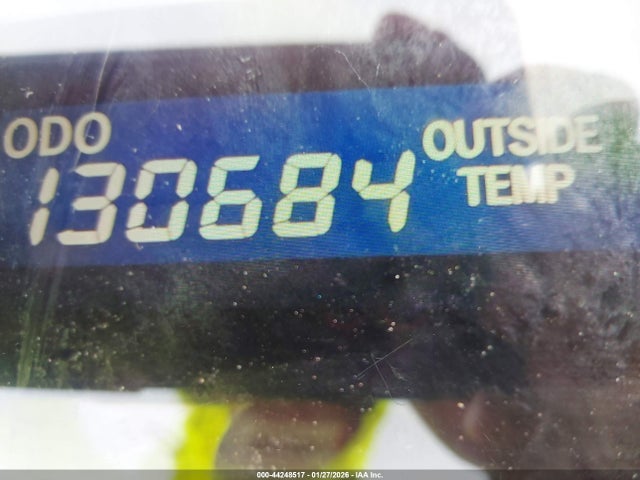 ODO
130684
OUTSIDE
TEMP
000-44248517 - 01/27/2026 - IAA Inc.